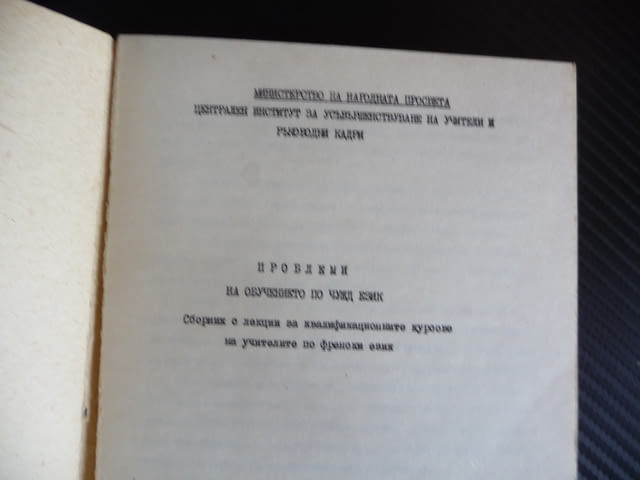 МИНИСТЕРСТВО НА НАРОДНАТА ПРОСВЕТА
ЦЕНТРАЛЕН ИНСТИТУТ ЗА УСЪВЪРШЕНСТВУВАНЕ НА УЧИТЕЛИ И
РЪКОВОДНИ КАДРИ
П Р О Б Л Е М И
НА ОБУЧЕНИЕТО ПО ЧУЖД ЕЗИК
Сборник с лекции за квалификационните курсове
на учителите по френски език